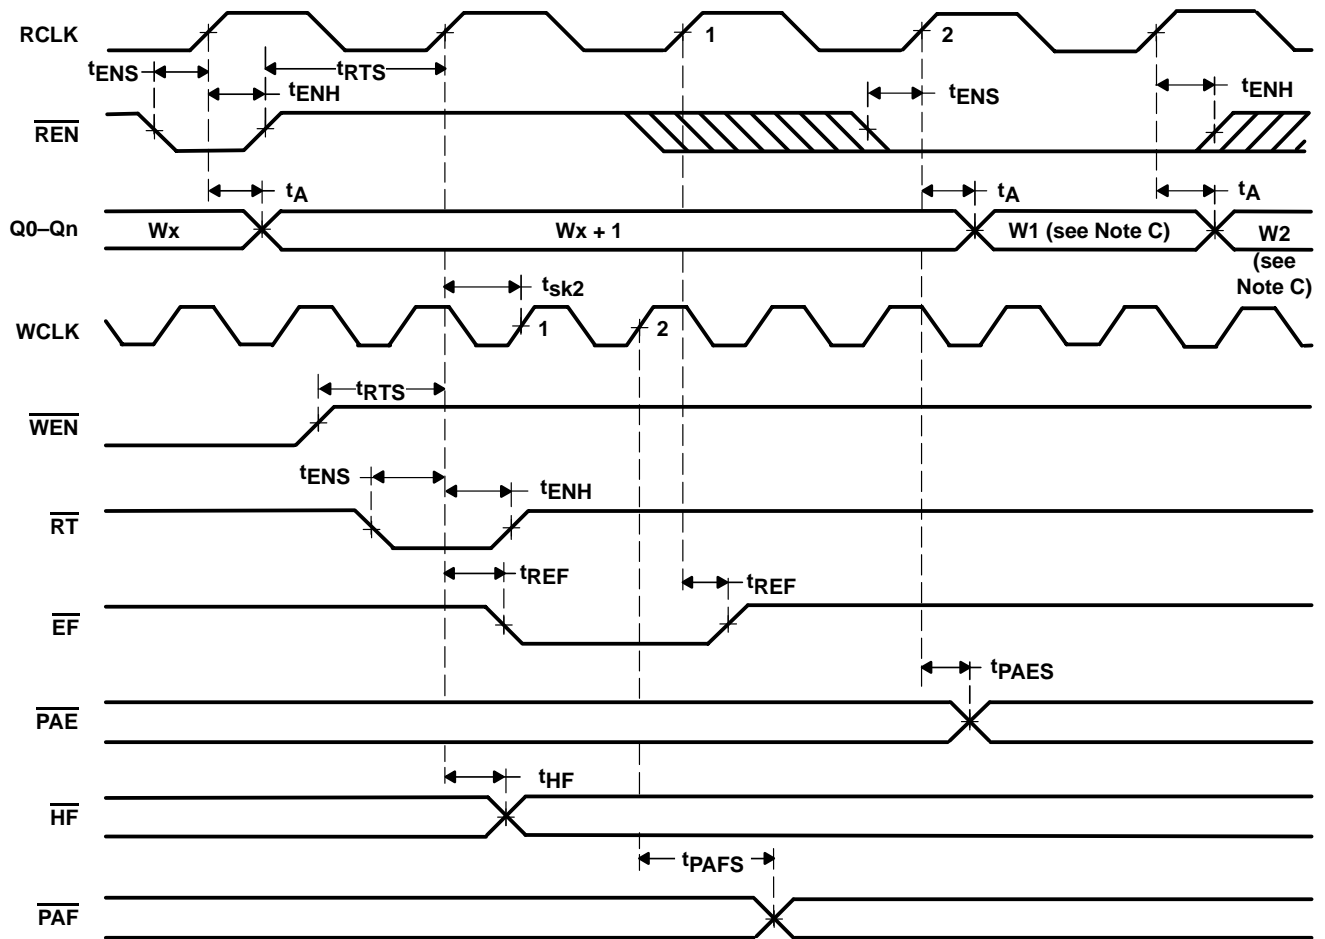 RCLK
1
2
tENS
tRTS
tENH
tENS
tENH
REN
tA
tA
tA
Q0–Qn
Wx
Wx + 1
W1 (see Note C)
W2
(see
Note C)
tsk2
WCLK
1
2
tRTS
WEN
tENS
tENH
RT
tREF
tREF
EF
tPAES
PAE
tHF
HF
tPAFS
PAF